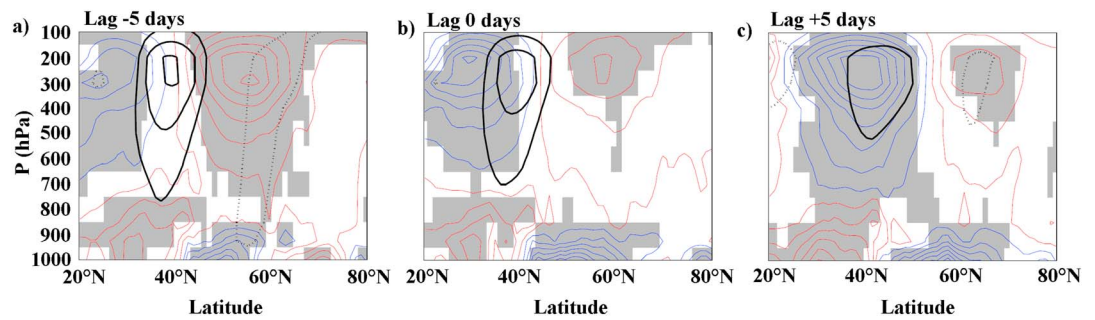 a) Lag -5 days
b) Lag 0 days
c) Lag +5 days
100
200
300
400
500
600
700
800
900
1000
P (hPa)
20°N 40°N 60°N 80°N
20°N 40°N 60°N 80°N
20°N 40°N 60°N 80°N
Latitude
Latitude
Latitude